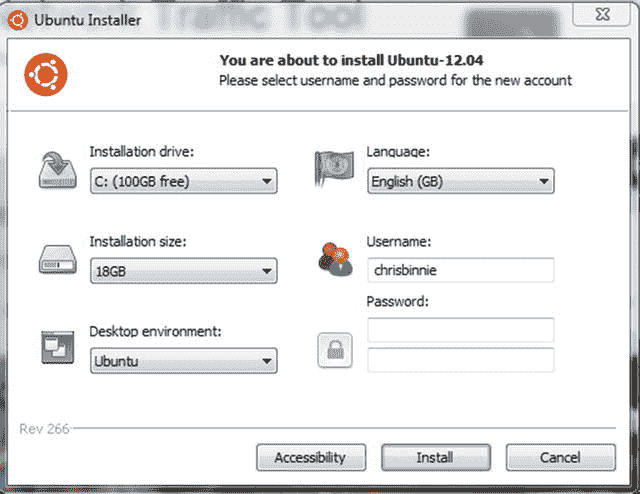 Traffic Tool
Ubuntu Installer
You are about to install Ubuntu-12.04
Please select username and password for the new account
Installation drive:
C: (100GB free)
Language:
English (GB)
Installation size:
18GB
Username:
chrisbinnie
Password:
Desktop environment:
Ubuntu
Rev 266
Accessibility
Install
Cancel